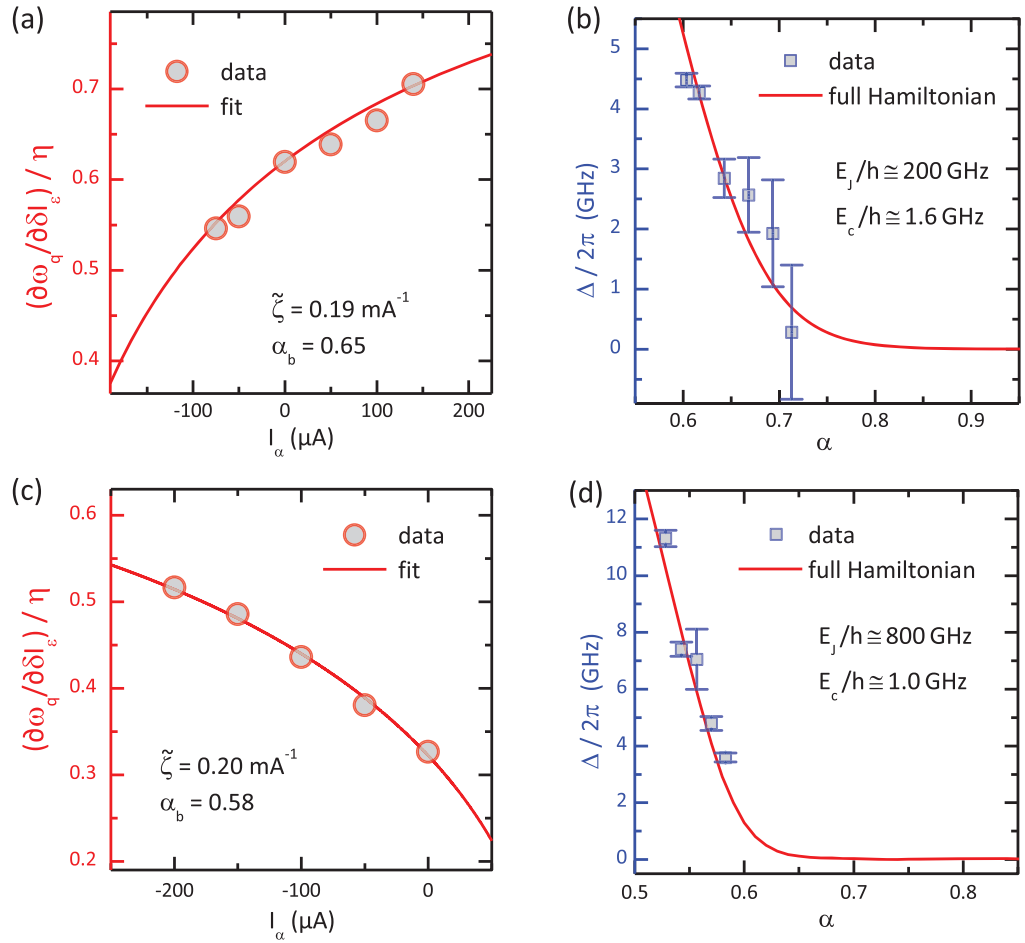 (a)
(∂ω_q/∂δI_ε) / η
0.7
0.6
0.5
0.4
data
fit
ζ̃ = 0.19 mA⁻¹
α_b = 0.65
-100
0
100
200
I_α (µA)
(b)
Δ / 2π (GHz)
5
4
3
2
1
0
data
full Hamiltonian
E_J/h ≅ 200 GHz
E_c/h ≅ 1.6 GHz
0.6
0.7
0.8
0.9
α
(c)
(∂ω_q/∂δI_ε) / η
0.6
0.5
0.4
0.3
0.2
data
fit
ζ̃ = 0.20 mA⁻¹
α_b = 0.58
-200
-100
0
I_α (µA)
(d)
Δ / 2π (GHz)
12
10
8
6
4
2
0
data
full Hamiltonian
E_J/h ≅ 800 GHz
E_c/h ≅ 1.0 GHz
0.5
0.6
0.7
0.8
α